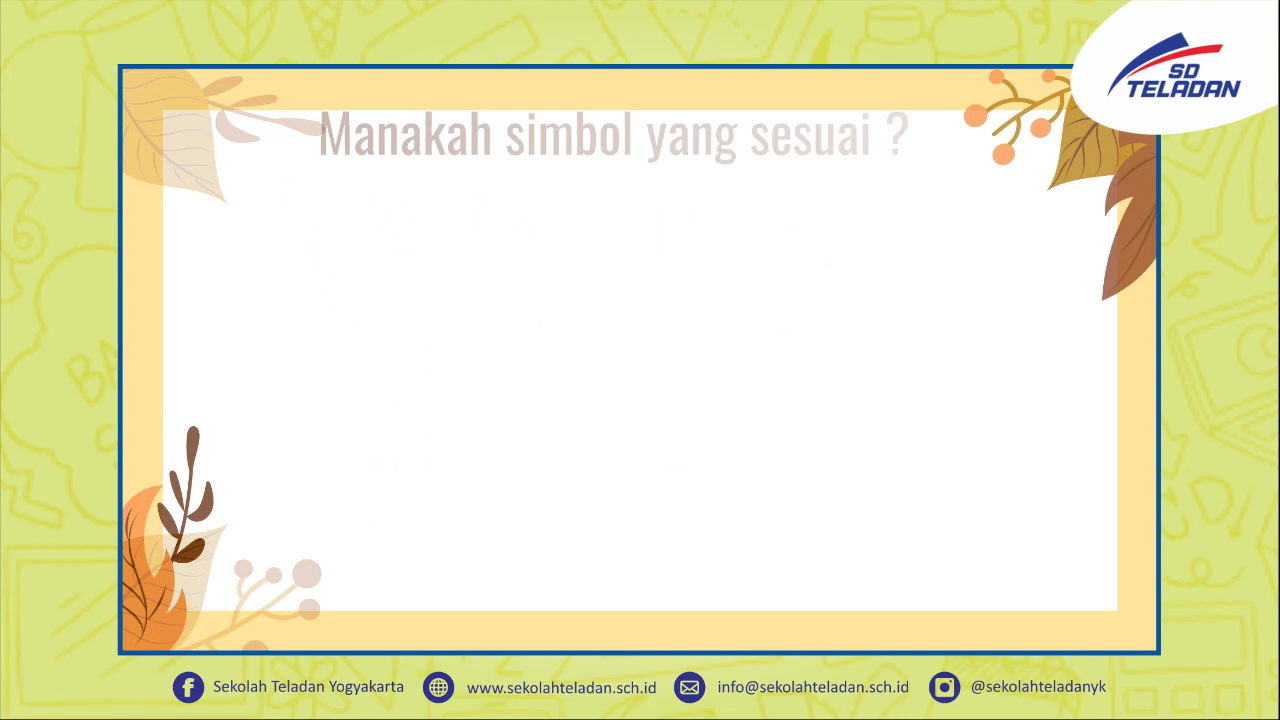 SD
TELADAN
Manakah simbol yang sesuai ?
Sekolah Teladan Yogyakarta
www.sekolahteladan.sch.id
info@sekolahteladan.sch.id
@sekolahteladanyk